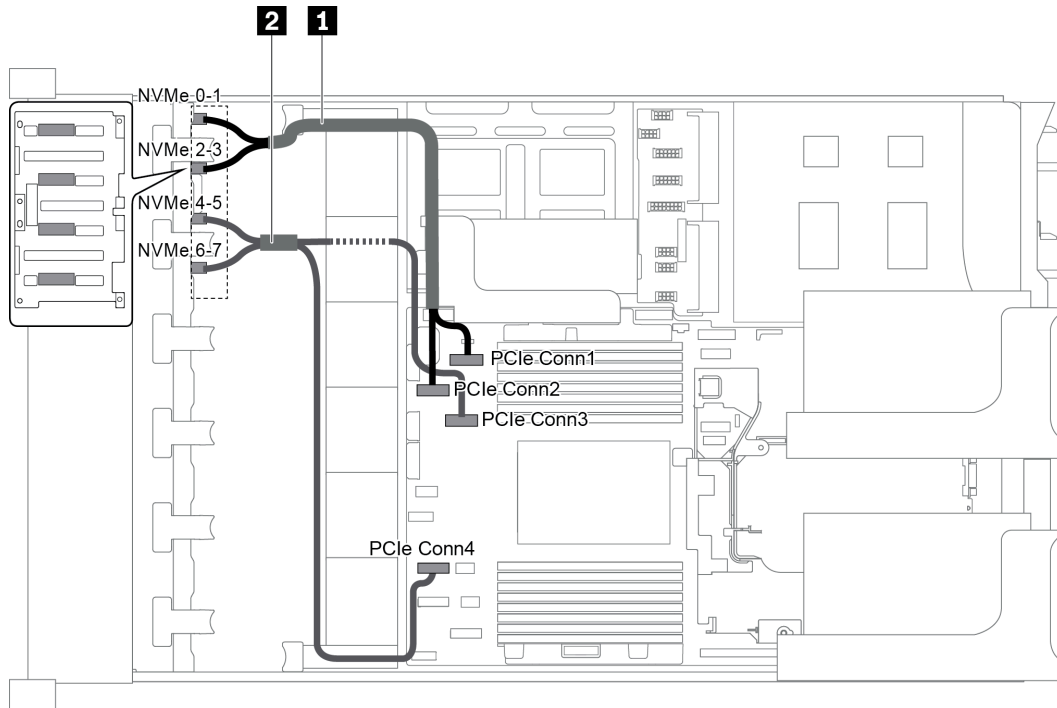 2 1
NVMe 0-1
NVMe 2-3
NVMe 4-5
NVMe 6-7
PCIe Conn1
PCIe Conn2
PCIe Conn3
PCIe Conn4